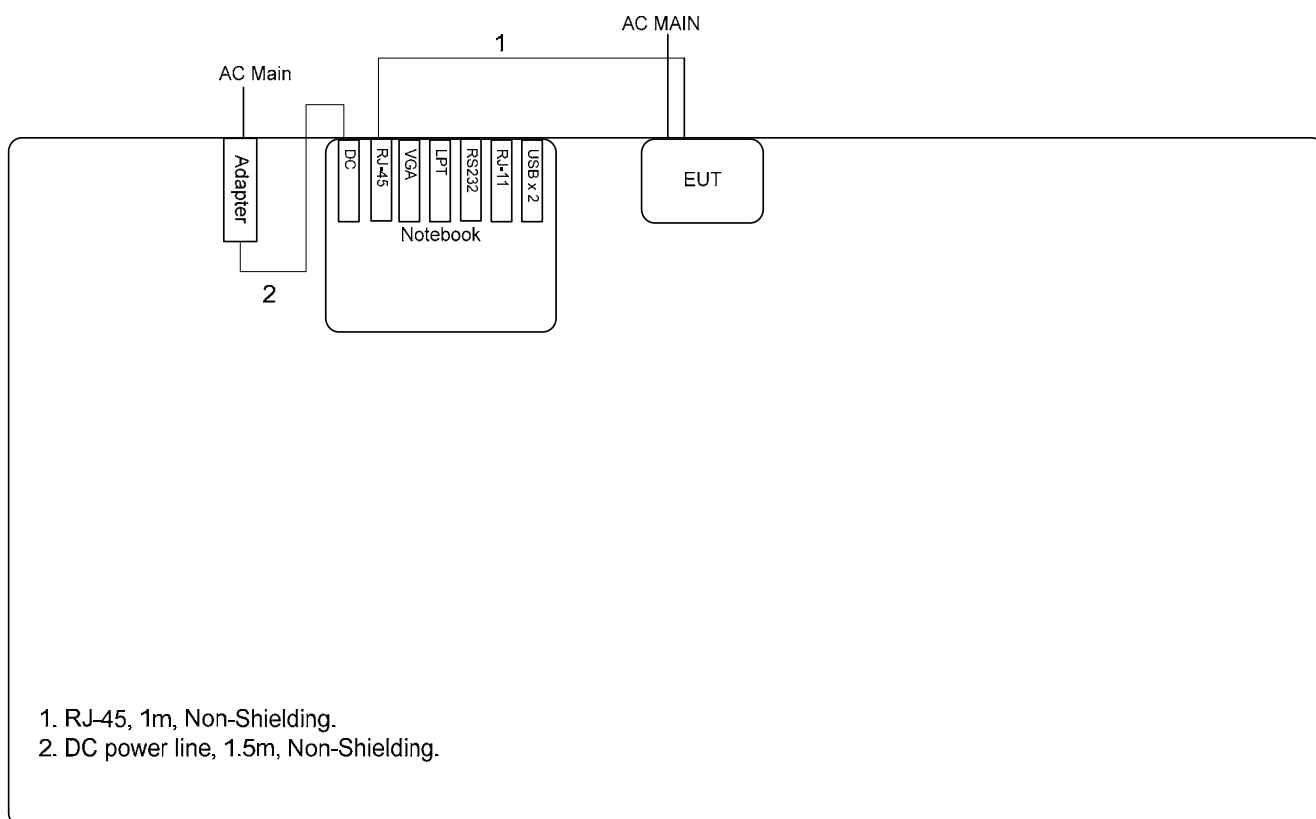 AC MAIN
1
AC Main
Adapter
DC
RJ-45
VGA
LPT
RS232
RJ-11
USB x 2
EUT
Notebook
2
1. RJ-45, 1m, Non-Shielding.
2. DC power line, 1.5m, Non-Shielding.